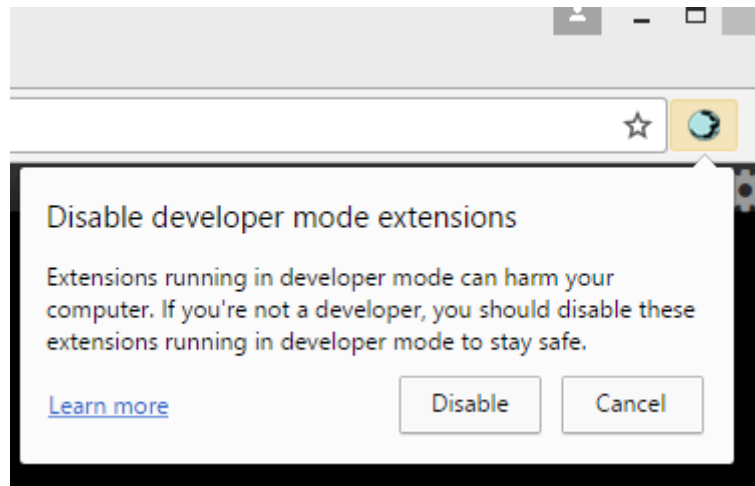 Disable developer mode extensions
Extensions running in developer mode can harm your
computer. If you're not a developer, you should disable these
extensions running in developer mode to stay safe.
Learn more
Disable
Cancel